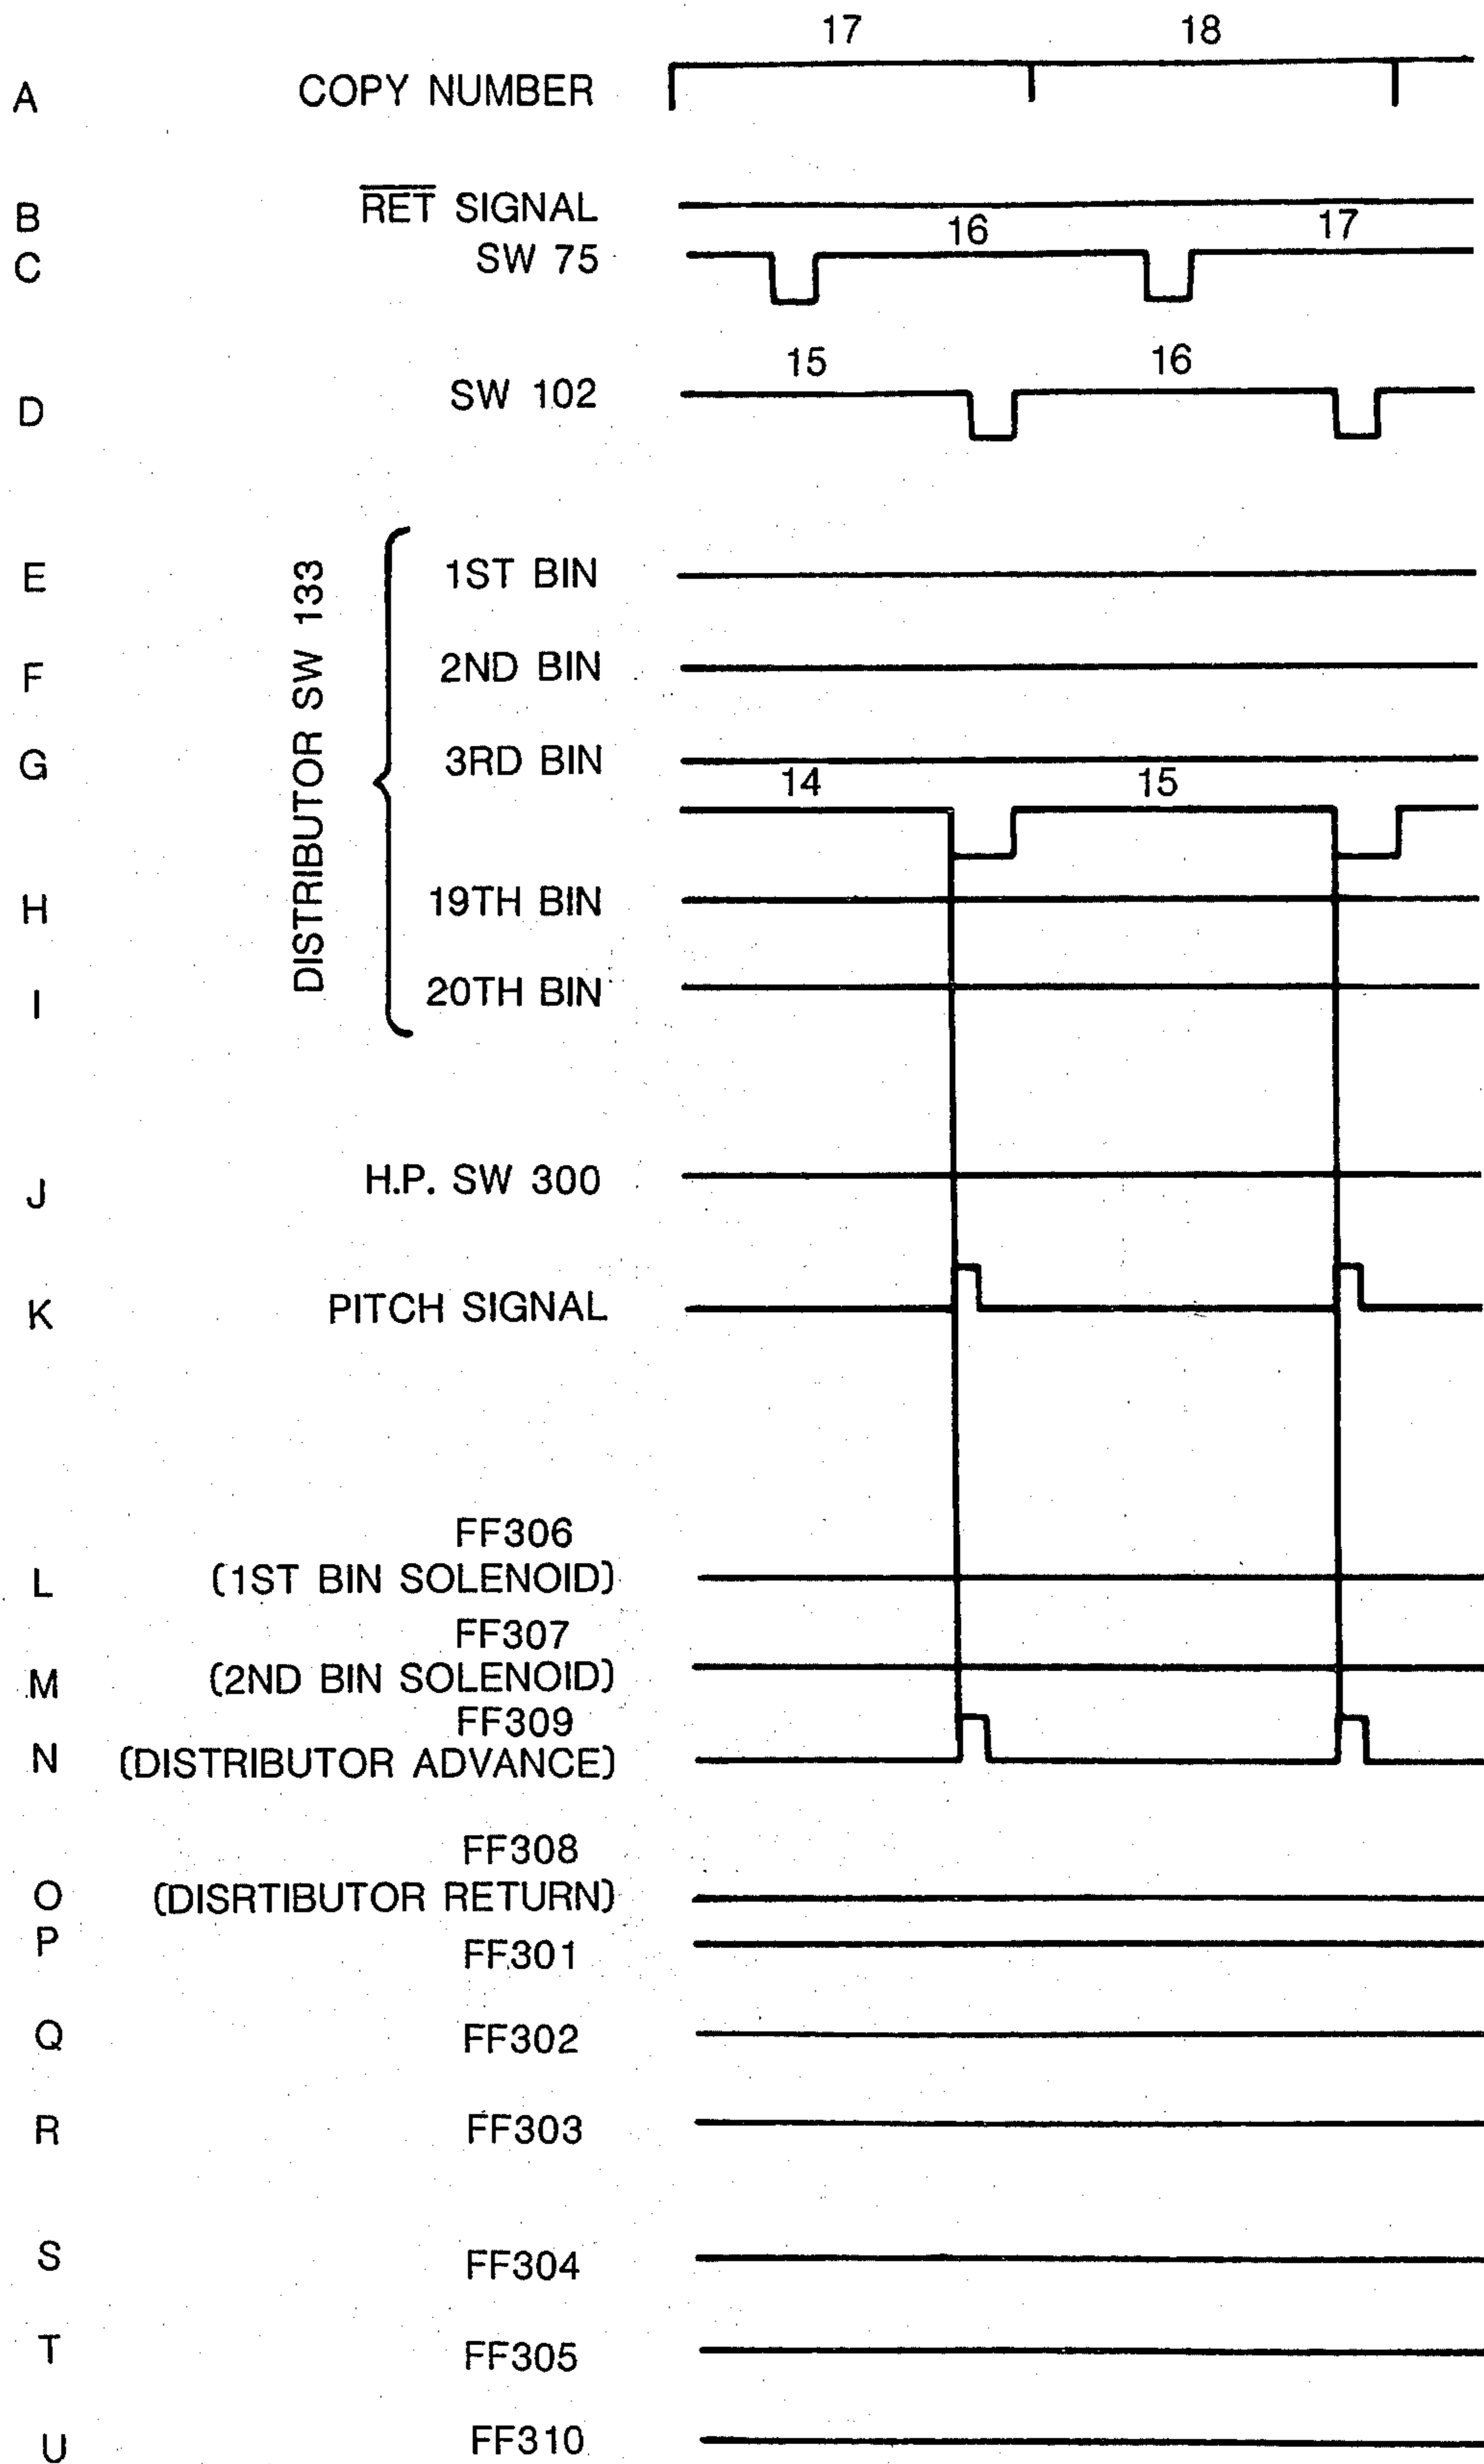 17 18
A COPY NUMBER
B RET SIGNAL
16 17
C SW 75
15 16
D SW 102
DISTRIBUTOR SW 133
E 1ST BIN
F 2ND BIN
G 3RD BIN
14 15
H 19TH BIN
I 20TH BIN
J H.P. SW 300
K PITCH SIGNAL
FF306
L (1ST BIN SOLENOID)
FF307
M (2ND BIN SOLENOID)
FF309
N (DISTRIBUTOR ADVANCE)
FF308
O (DISRTIBUTOR RETURN)
P FF301
Q FF302
R FF303
S FF304
T FF305
U FF310